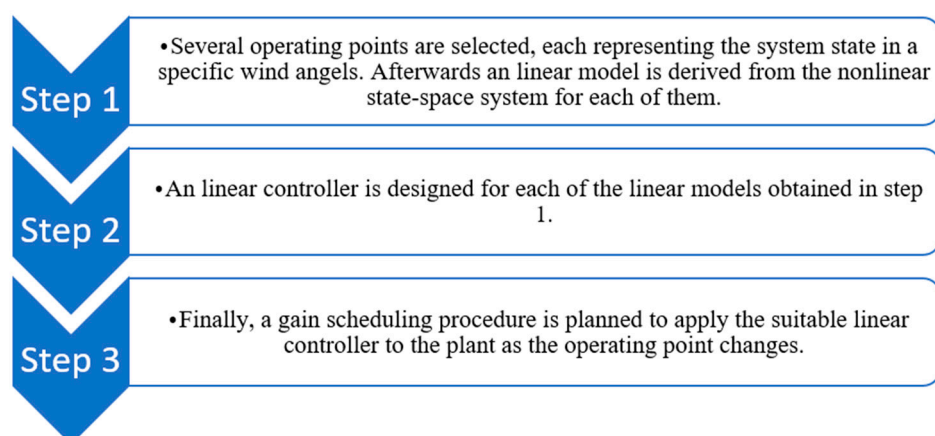 Step 1
•Several operating points are selected, each representing the system state in a
specific wind angels. Afterwards an linear model is derived from the nonlinear
state-space system for each of them.
Step 2
•An linear controller is designed for each of the linear models obtained in step
1.
Step 3
•Finally, a gain scheduling procedure is planned to apply the suitable linear
controller to the plant as the operating point changes.